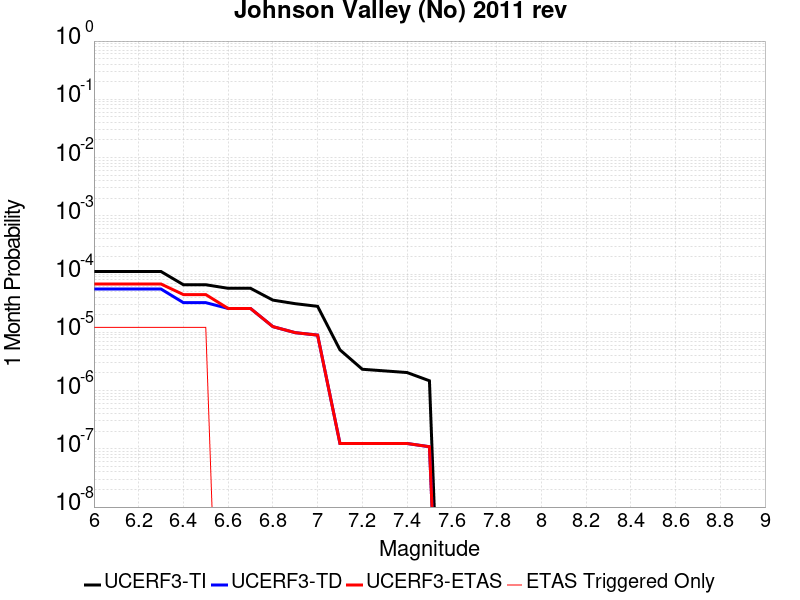 Johnson Valley (No) 2011 rev
10^0
10^-1
10^-2
10^-3
10^-4
10^-5
10^-6
10^-7
10^-8
1 Month Probability
6 6.2 6.4 6.6 6.8 7 7.2 7.4 7.6 7.8 8 8.2 8.4 8.6 8.8 9
Magnitude
UCERF3-TI UCERF3-TD UCERF3-ETAS ETAS Triggered Only